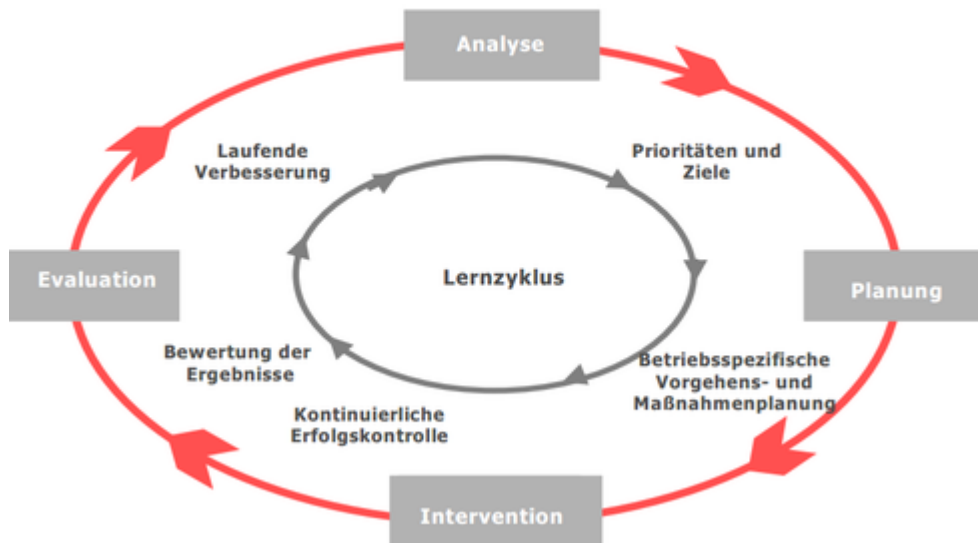 Analyse
Laufende
Verbesserung
Prioritäten und
Ziele
Evaluation
Lernzyklus
Planung
Bewertung der
Ergebnisse
Betriebsspezifische
Vorgehens- und
Maßnahmenplanung
Kontinuierliche
Erfolgskontrolle
Intervention